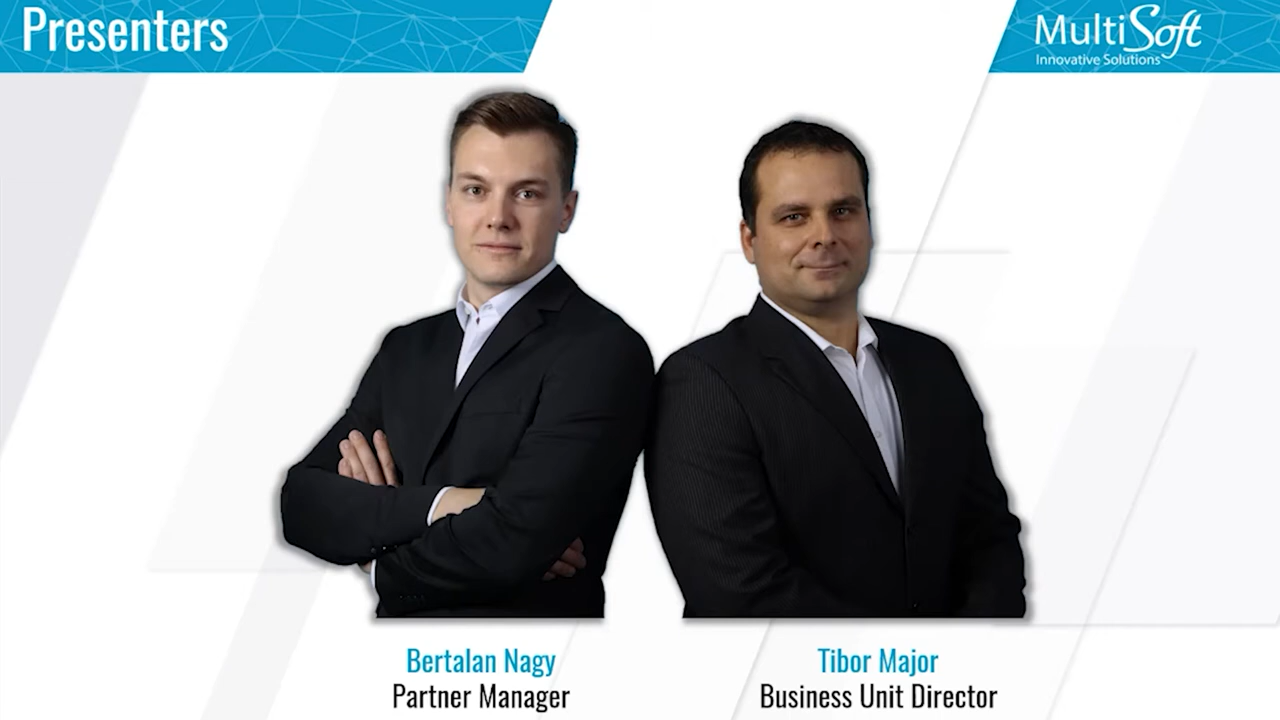 Presenters
MultiSoft
Innovative Solutions
Bertalan Nagy
Partner Manager
Tibor Major
Business Unit Director